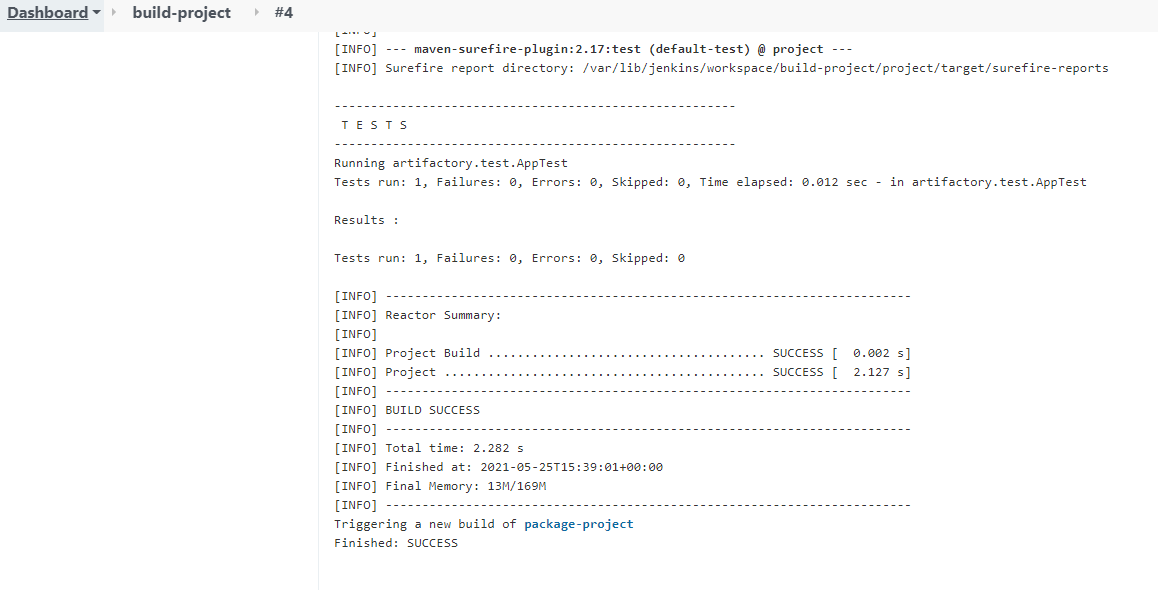 Dashboard build-project #4
[INFO]
[INFO] --- maven-surefire-plugin:2.17:test (default-test) @ project ---
[INFO] Surefire report directory: /var/lib/jenkins/workspace/build-project/project/target/surefire-reports
-------------------------------------------------------
T E S T S
-------------------------------------------------------
Running artifactory.test.AppTest
Tests run: 1, Failures: 0, Errors: 0, Skipped: 0, Time elapsed: 0.012 sec - in artifactory.test.AppTest
Results :
Tests run: 1, Failures: 0, Errors: 0, Skipped: 0
[INFO] ------------------------------------------------------------------------
[INFO] Reactor Summary:
[INFO]
[INFO] Project Build ...................................... SUCCESS [  0.002 s]
[INFO] Project ............................................ SUCCESS [  2.127 s]
[INFO] ------------------------------------------------------------------------
[INFO] BUILD SUCCESS
[INFO] ------------------------------------------------------------------------
[INFO] Total time: 2.282 s
[INFO] Finished at: 2021-05-25T15:39:01+00:00
[INFO] Final Memory: 13M/169M
[INFO] ------------------------------------------------------------------------
Triggering a new build of package-project
Finished: SUCCESS